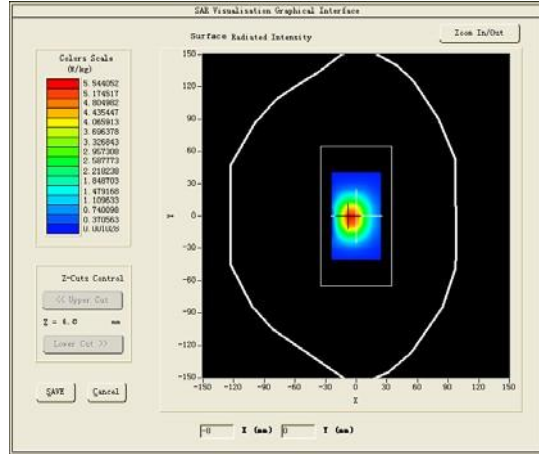 SAR Visualisation Graphical Interface
Surface Radiated Intensity
Zoom In/Out
Colors Scale
(W/kg)
5.544052
5.174517
4.804982
4.435447
4.065913
3.696378
3.326843
2.957308
2.587773
2.218238
1.848703
1.479168
1.109633
0.740098
0.370563
0.001028
150
120
90
60
30
0
-30
-60
-90
-120
-150
Y
-150 -120 -90 -60 -30 0 30 60 90 120 150
X
Z-Cuts Control
<< Upper Cut
Z = 4.0 mm
Lower Cut >>
SAVE Cancel
-8 X (mm) 0 Y (mm)